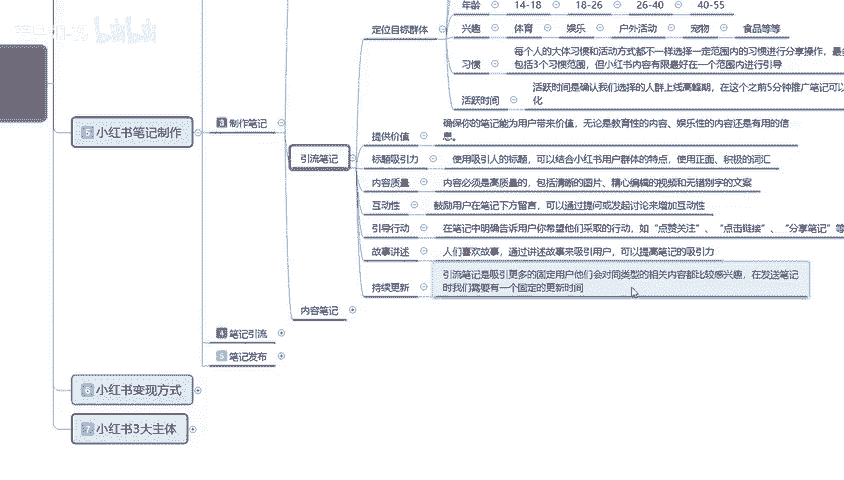 年龄 14-18 18-26 26-40 40-55
定位目标群体
兴趣 体育 娱乐 户外活动 宠物 食品等等
每个人的大体习惯和活动方式都不一样选择一定范围内的习惯进行分享操作，最
习惯
包括3个习惯范围，但小红书内容有限最好在一个范围内进行引导
活跃时间是确认我们选择的人群上线高峰期，在这个之前5分钟推广笔记可以
活跃时间
化
5 小红书笔记制作
3 制作笔记
引流笔记
确保你的笔记能为用户带来价值，无论是教育性的内容、娱乐性的内容还是有用的信
提供价值
息。
标题吸引力 使用吸引人的标题，可以结合小红书用户群体的特点，使用正面、积极的词汇
内容质量 内容必须是高质量的，包括清晰的图片、精心编辑的视频和无错别字的文案
互动性 鼓励用户在笔记下方留言，可以通过提问或发起讨论来增加互动性
引导行动 在笔记中明确告诉用户你希望他们采取的行动，如“点赞关注”、“点击链接”、“分享笔记”等
故事讲述 人们喜欢故事，通过讲述故事来吸引用户，可以提高笔记的吸引力
引流笔记是吸引更多的固定用户他们会对同类型的相关内容都比较感兴趣，在发送笔记
持续更新
时我们需要有一个固定的更新时间
内容笔记
4 笔记引流
5 笔记发布
6 小红书变现方式
7 小红书3大主体